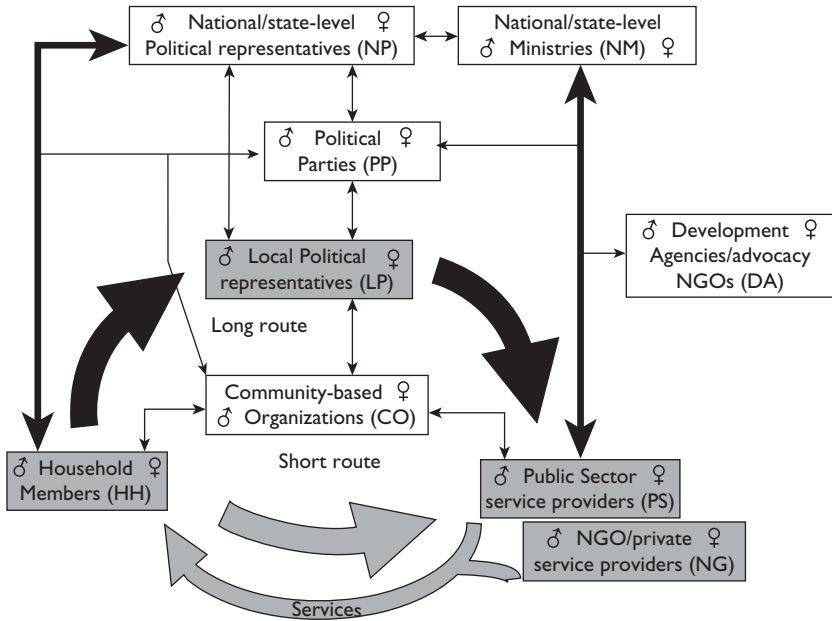 ♂ National/state-level ♀
Political representatives (NP)
National/state-level
♂ Ministries (NM) ♀
♂ Political ♀
Parties (PP)
♂ Development ♀
Agencies/advocacy
NGOs (DA)
♂ Local Political ♀
representatives (LP)
Long route
Community-based ♀
♂ Organizations (CO)
Short route
♂ Household ♀
Members (HH)
♂ Public Sector ♀
service providers (PS)
♂ NGO/private ♀
service providers (NG)
Services